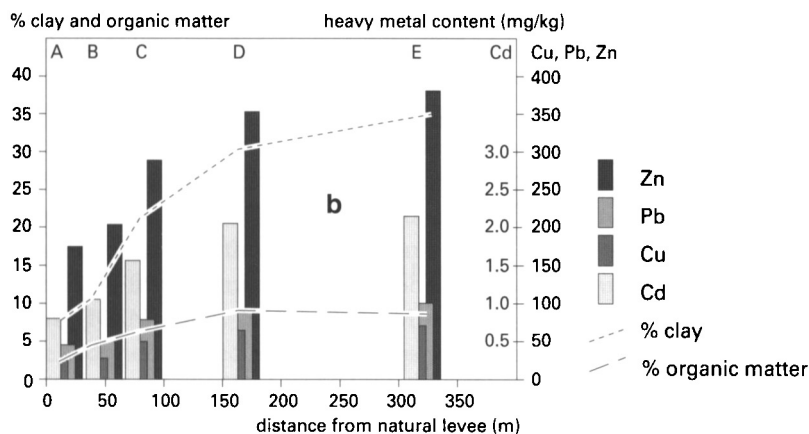 % clay and organic matter
heavy metal content (mg/kg)
A B C D E Cd Cu, Pb, Zn
40 400
35 350
30 3.0 300
25 2.5 250
20 2.0 200
15 1.5 150
10 1.0 100
5 0.5 50
0 0
b
0 50 100 150 200 250 300 350
distance from natural levee (m)
Zn
Pb
Cu
Cd
% clay
% organic matter